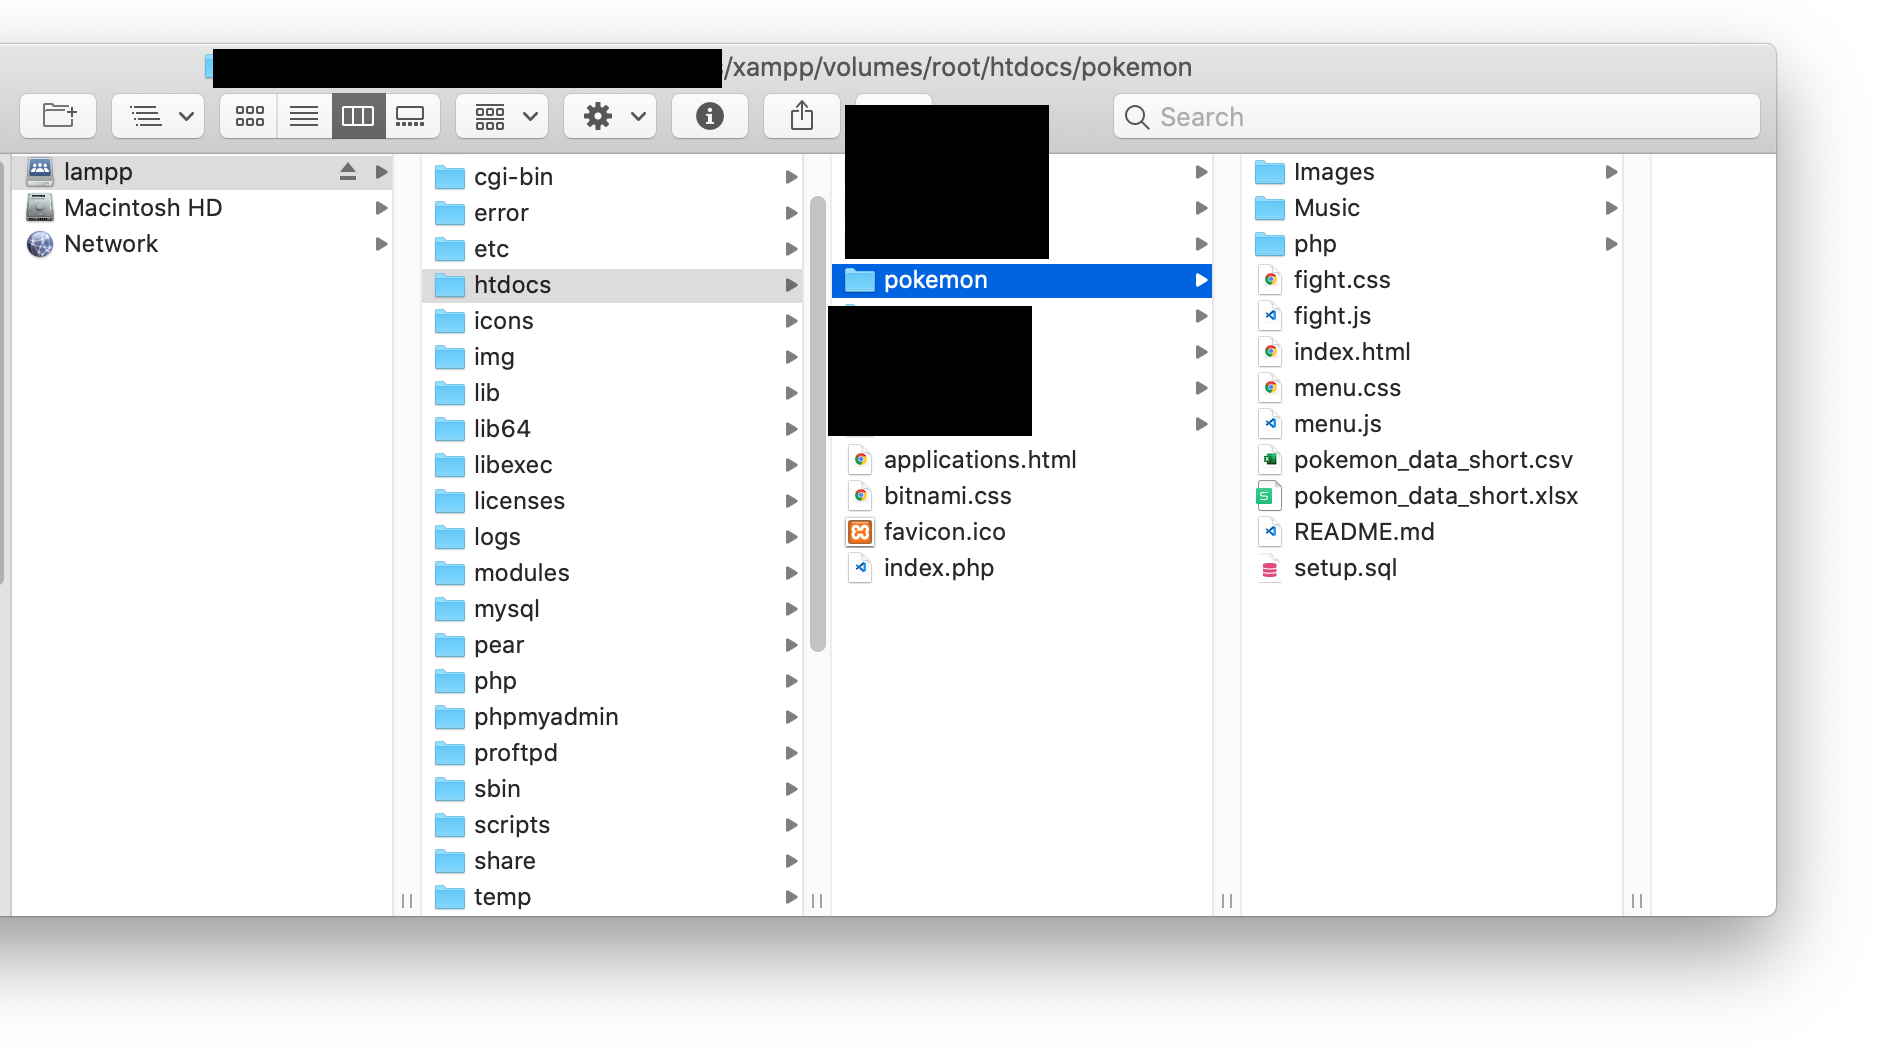 /xampp/volumes/root/htdocs/pokemon
Search
lampp
Macintosh HD
Network
cgi-bin
error
etc
htdocs
icons
img
lib
lib64
libexec
licenses
logs
modules
mysql
pear
php
phpmyadmin
proftpd
sbin
scripts
share
temp
pokemon
applications.html
bitnami.css
favicon.ico
index.php
Images
Music
php
fight.css
fight.js
index.html
menu.css
menu.js
pokemon_data_short.csv
pokemon_data_short.xlsx
README.md
setup.sql